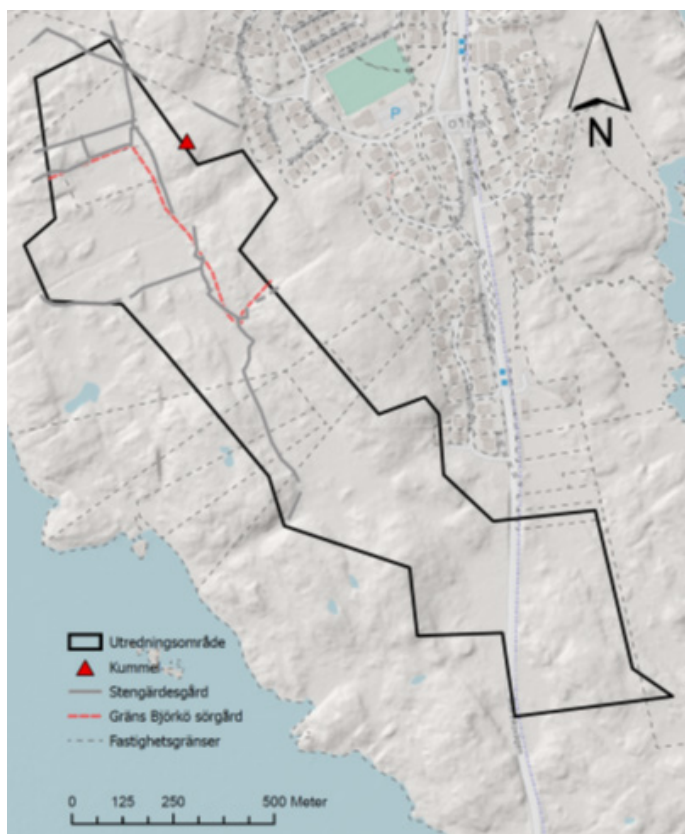 P
N
Utredningsområde
Kummel
Stengärdesgård
Gräns Björkö sörgård
Fastighetsgränser
0 125 250 500 Meter